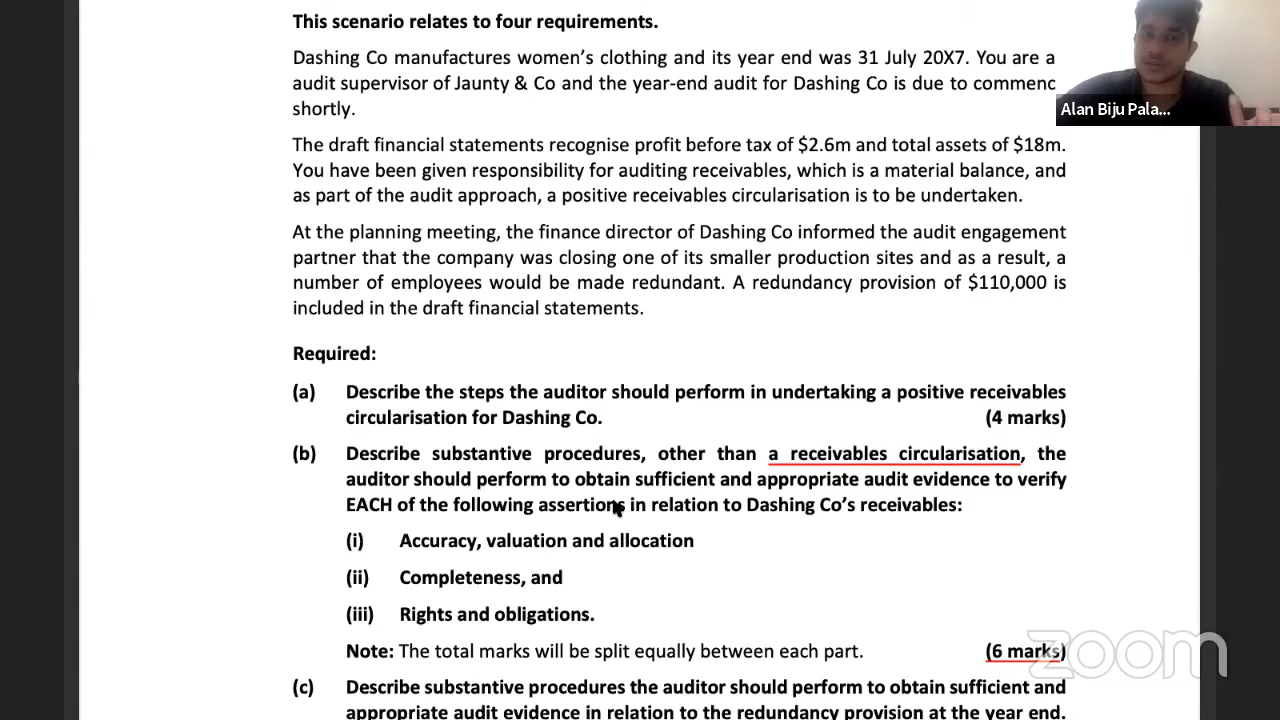 This scenario relates to four requirements.
Dashing Co manufactures women's clothing and its year end was 31 July 20X7. You are a
audit supervisor of Jaunty & Co and the year-end audit for Dashing Co is due to commenc
shortly.
Alan Biju Pala...
The draft financial statements recognise profit before tax of $2.6m and total assets of $18m.
You have been given responsibility for auditing receivables, which is a material balance, and
as part of the audit approach, a positive receivables circularisation is to be undertaken.
At the planning meeting, the finance director of Dashing Co informed the audit engagement
partner that the company was closing one of its smaller production sites and as a result, a
number of employees would be made redundant. A redundancy provision of $110,000 is
included in the draft financial statements.
Required:
(a) Describe the steps the auditor should perform in undertaking a positive receivables
circularisation for Dashing Co. (4 marks)
(b) Describe substantive procedures, other than a receivables circularisation, the
auditor should perform to obtain sufficient and appropriate audit evidence to verify
EACH of the following assertions in relation to Dashing Co's receivables:
(i) Accuracy, valuation and allocation
(ii) Completeness, and
(iii) Rights and obligations.
Note: The total marks will be split equally between each part. (6 marks)
zoom
(c) Describe substantive procedures the auditor should perform to obtain sufficient and
appropriate audit evidence in relation to the redundancy provision at the year end.